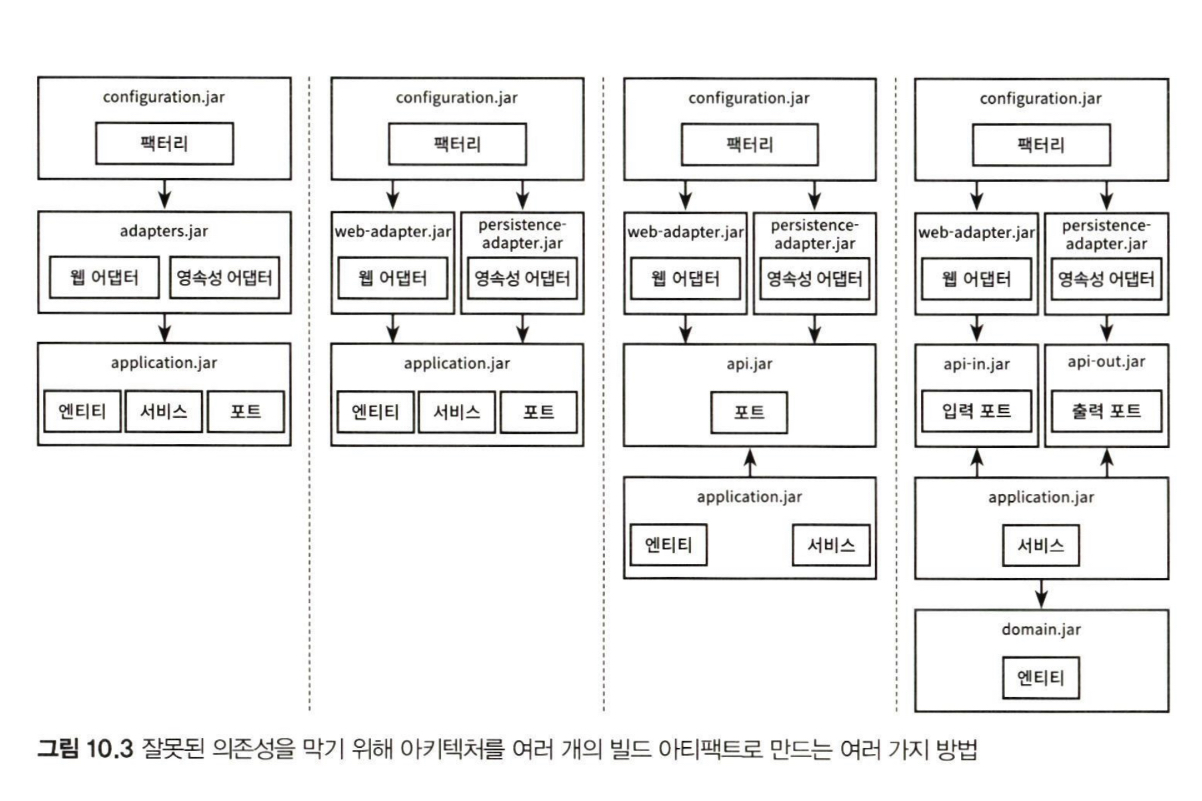 configuration.jar
팩터리
adapters.jar
웹 어댑터
영속성 어댑터
application.jar
엔티티
서비스
포트
configuration.jar
팩터리
web-adapter.jar
웹 어댑터
persistence-
adapter.jar
영속성 어댑터
application.jar
엔티티
서비스
포트
configuration.jar
팩터리
web-adapter.jar
웹 어댑터
persistence-
adapter.jar
영속성 어댑터
api.jar
포트
application.jar
엔티티
서비스
configuration.jar
팩터리
web-adapter.jar
웹 어댑터
persistence-
adapter.jar
영속성 어댑터
api-in.jar
입력 포트
api-out.jar
출력 포트
application.jar
서비스
domain.jar
엔티티
그림 10.3 잘못된 의존성을 막기 위해 아키텍처를 여러 개의 빌드 아티팩트로 만드는 여러 가지 방법